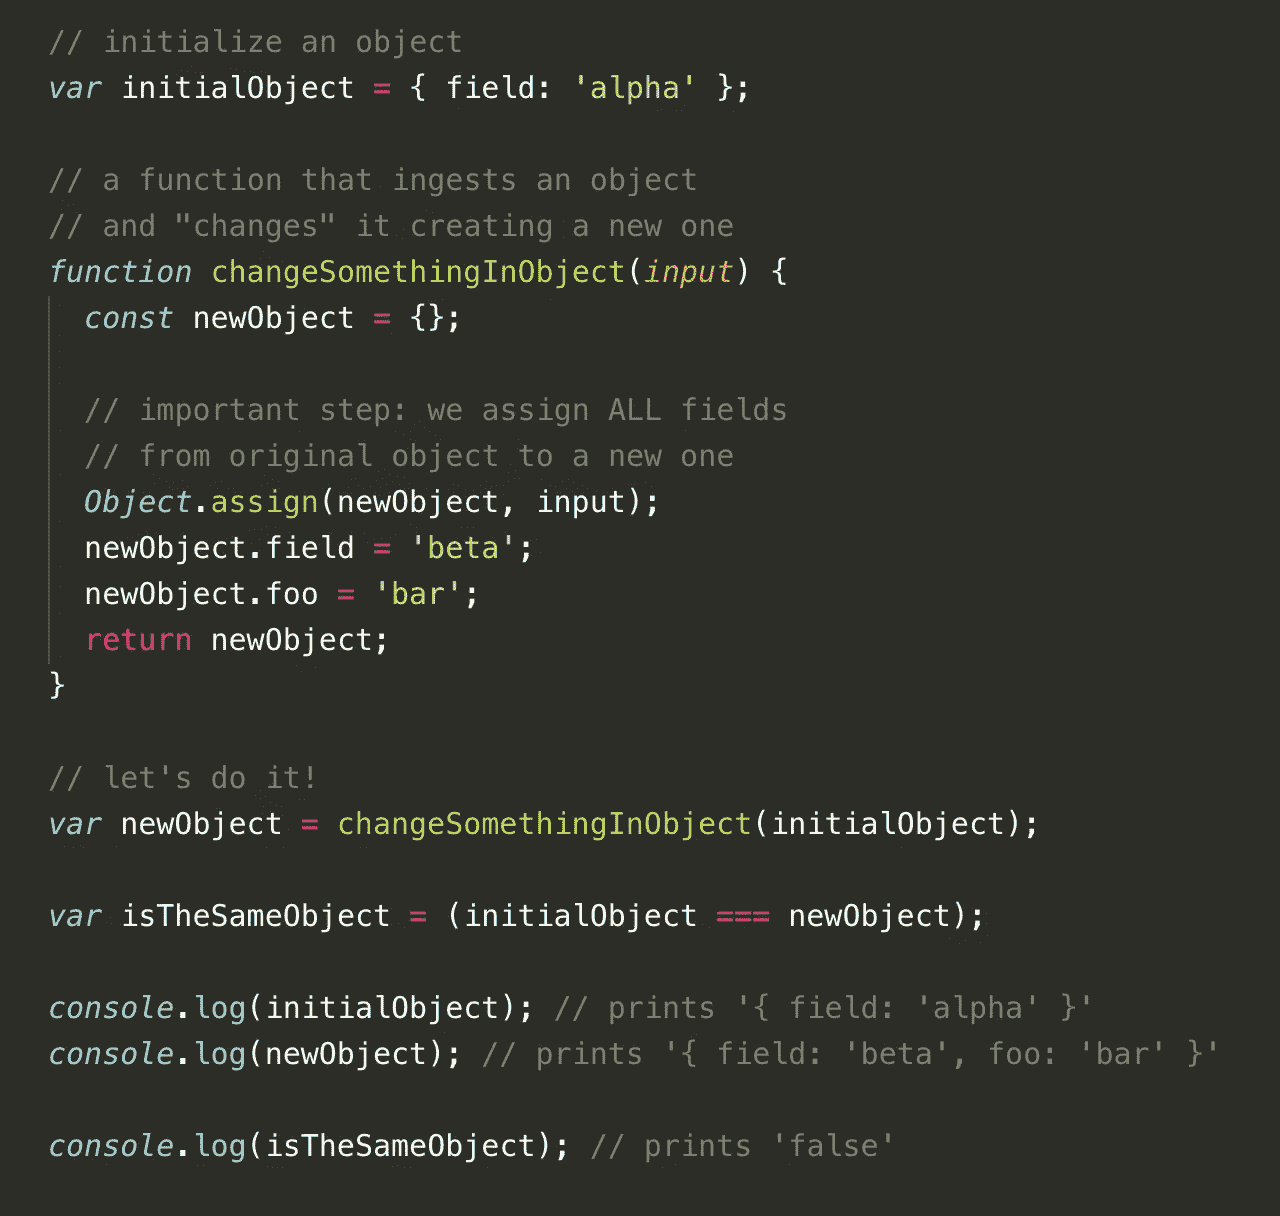 // initialize an object
var initialObject = { field: 'alpha' };
// a function that ingests an object
// and "changes" it creating a new one
function changeSomethingInObject(input) {
const newObject = {};
// important step: we assign ALL fields
// from original object to a new one
Object.assign(newObject, input);
newObject.field = 'beta';
newObject.foo = 'bar';
return newObject;
}
// let's do it!
var newObject = changeSomethingInObject(initialObject);
var isTheSameObject = (initialObject === newObject);
console.log(initialObject); // prints '{ field: 'alpha' }'
console.log(newObject); // prints '{ field: 'beta', foo: 'bar' }'
console.log(isTheSameObject); // prints 'false'